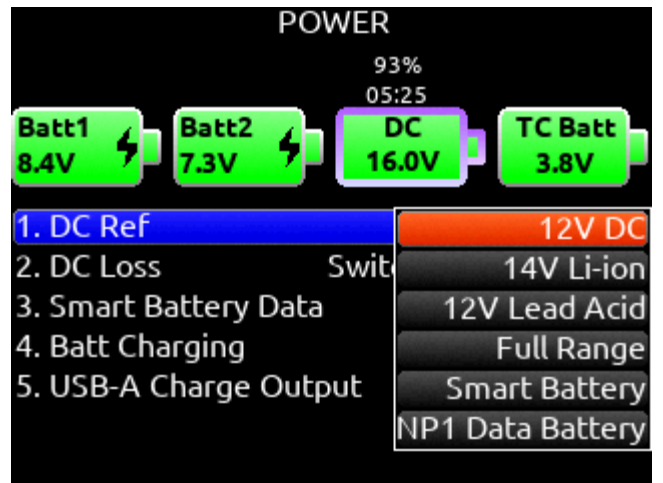 POWER
93%
05:25
Batt1
8.4V
Batt2
7.3V
DC
16.0V
TC Batt
3.8V
1. DC Ref
12V DC
2. DC Loss
14V Li-ion
3. Smart Battery Data
12V Lead Acid
4. Batt Charging
Full Range
5. USB-A Charge Output
Smart Battery
NP1 Data Battery